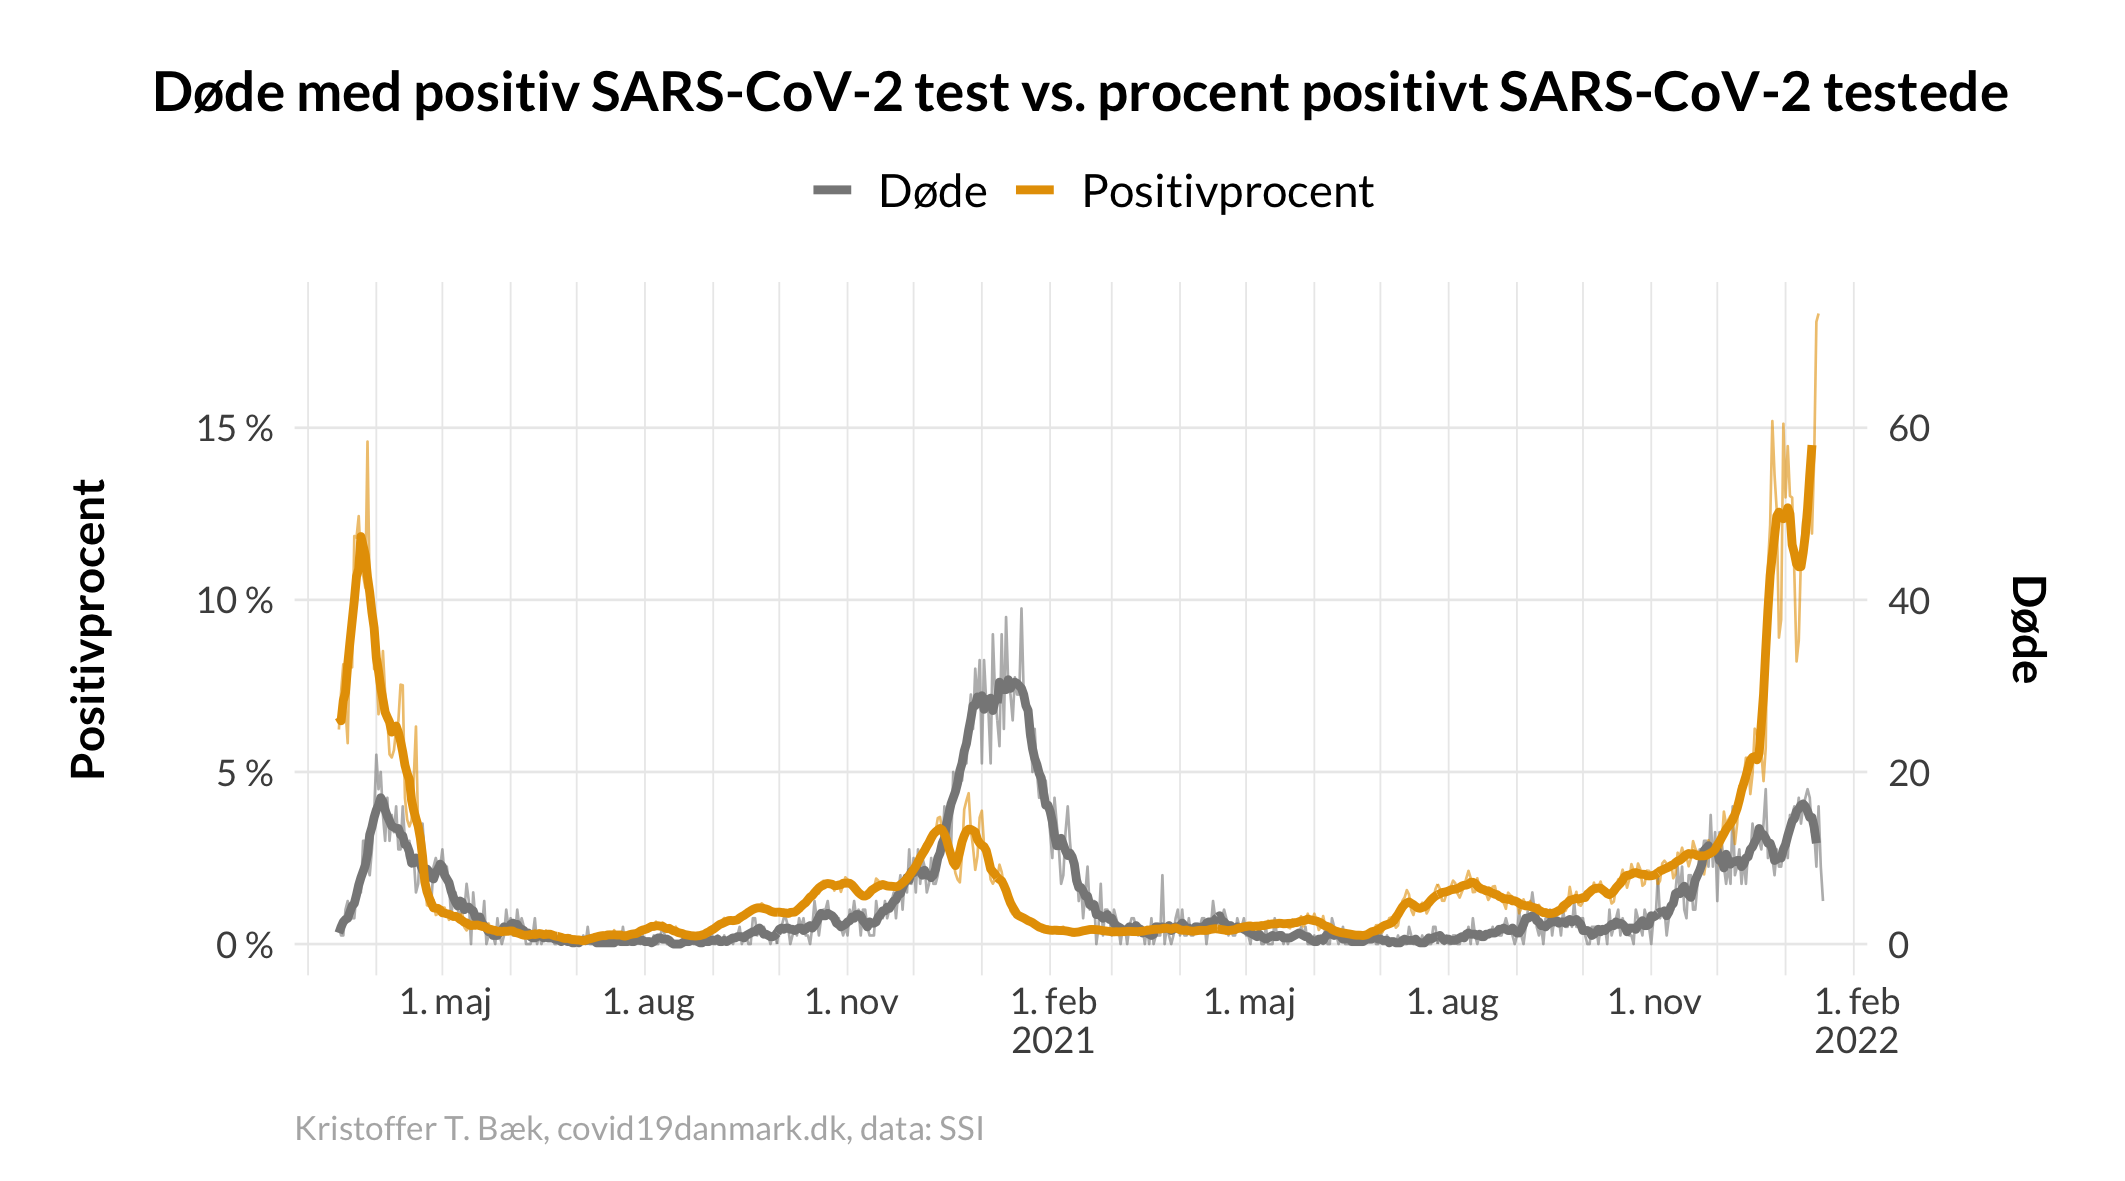 Døde med positiv SARS-CoV-2 test vs. procent positivt SARS-CoV-2 testede
Døde Positivprocent
Positivprocent
15 %
10 %
5 %
0 %
60
40
20
0
Døde
1. maj 1. aug 1. nov 1. feb 1. maj 1. aug 1. nov 1. feb
2021 2022
Kristoffer T. Bæk, covid19danmark.dk, data: SSI